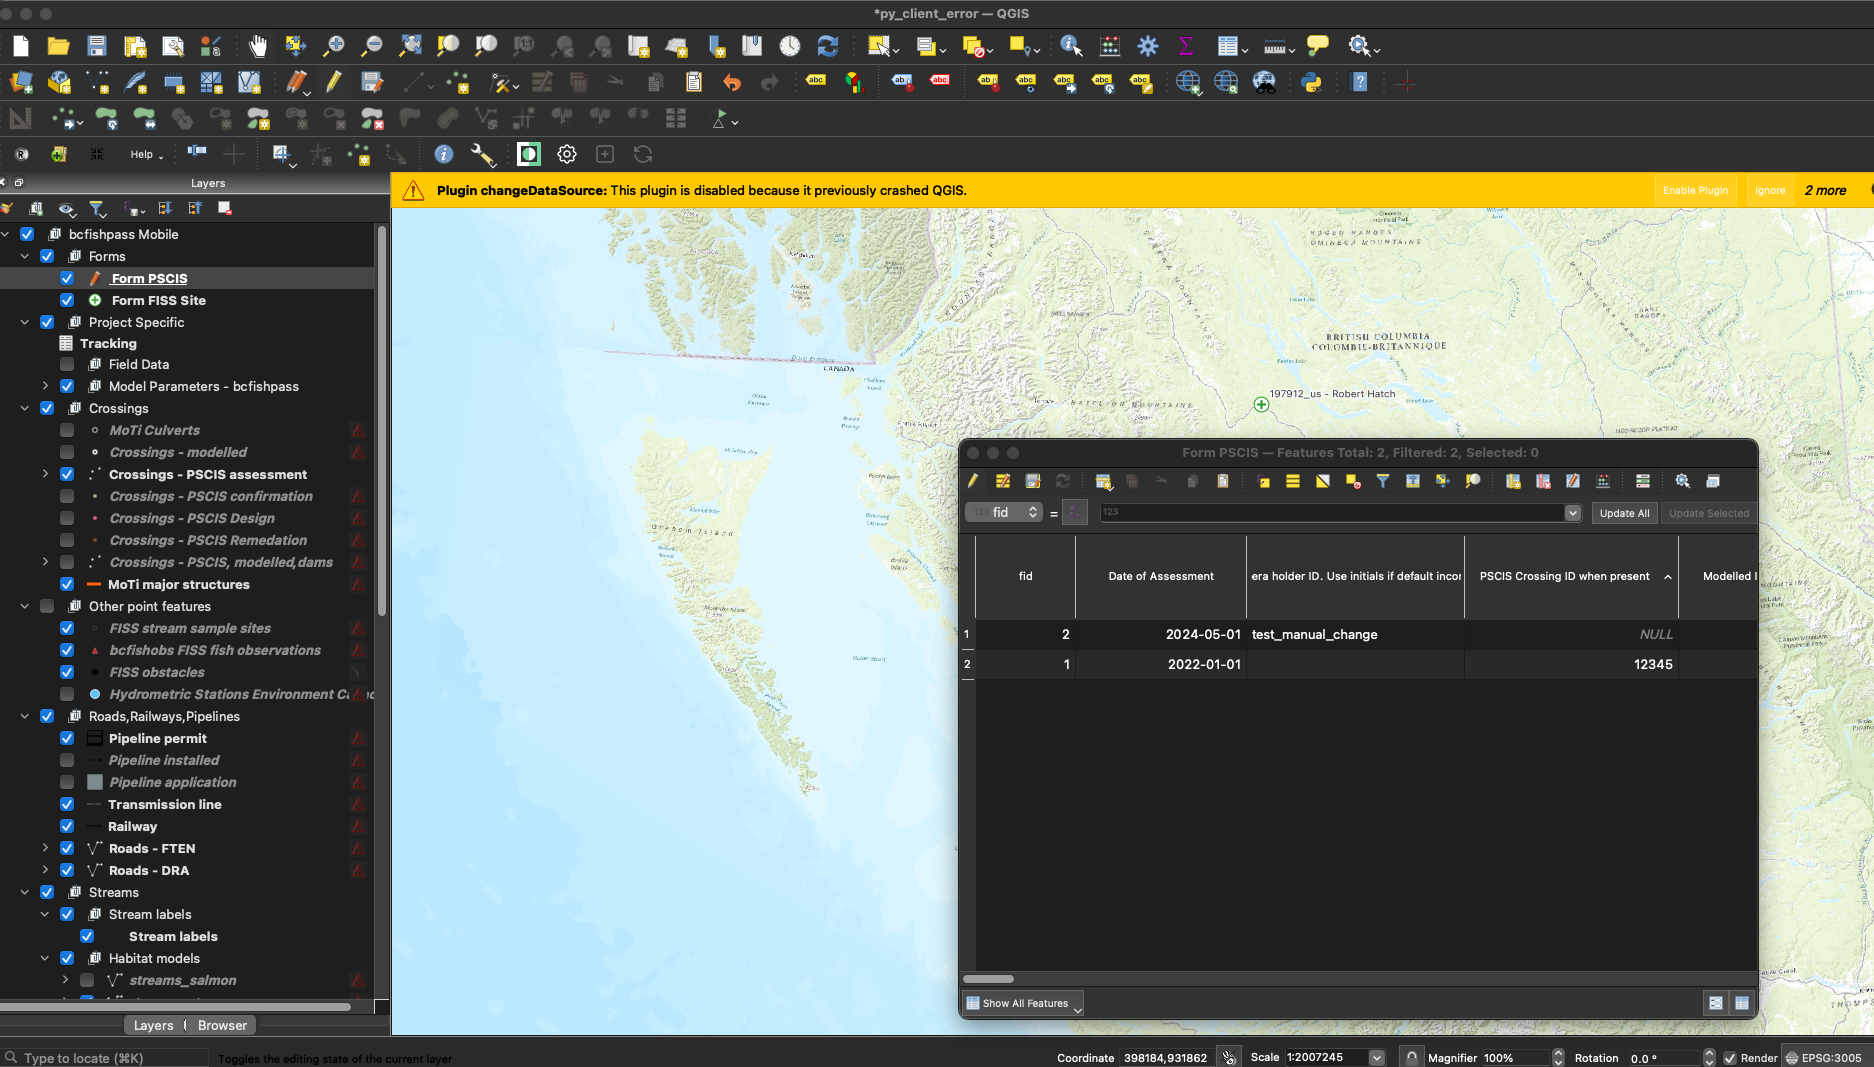 *py_client_error — QGIS
Help
Layers
Plugin changeDataSource: This plugin is disabled because it previously crashed QGIS.
Enable Plugin
Ignore
2 more
bcfishpass Mobile
Forms
Form PSCIS
Form FISS Site
Project Specific
Tracking
Field Data
Model Parameters - bcfishpass
Crossings
MoTi Culverts
Crossings - modelled
Crossings - PSCIS assessment
Crossings - PSCIS confirmation
Crossings - PSCIS Design
Crossings - PSCIS Remedation
Crossings - PSCIS, modelled,dams
MoTi major structures
Other point features
FISS stream sample sites
bcfishobs FISS fish observations
FISS obstacles
Hydrometric Stations Environment
Roads,Railways,Pipelines
Pipeline permit
Pipeline installed
Pipeline application
Transmission line
Railway
Roads - FTEN
Roads - DRA
Streams
Stream labels
Stream labels
Habitat models
streams_salmon
Layers
Browser
CANADA
Graham Island
BRITISH COLUMBIA
COLOMBIE-BRITANNIQUE
197912_us - Robert Hatch
Form PSCIS — Features Total: 2, Filtered: 2, Selected: 0
123 fid
=
123
Update All
Update Selected
fid
Date of Assessment
era holder ID. Use initials if default incor
PSCIS Crossing ID when present
Modelled I
1 2 2024-05-01 test_manual_change NULL
2 1 2022-01-01 12345
Show All Features
Type to locate (⌘K)
Toggles the editing state of the current layer
Coordinate 398184,931862
Scale 1:2007245
Magnifier 100%
Rotation 0.0 °
Render
EPSG:3005